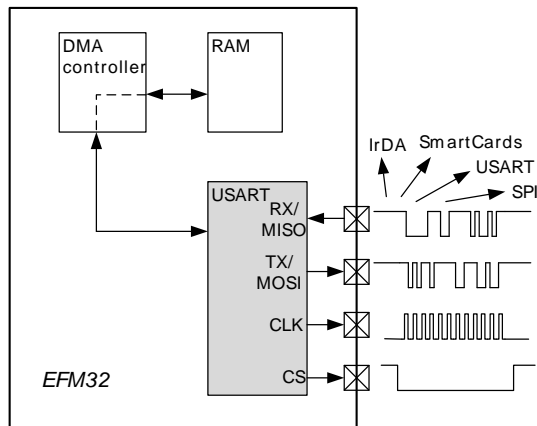 DMA
controller
RAM
IrDA
SmartCards
USART
SPI
USART
RX/
MISO
TX/
MOSI
CLK
CS
EFM32